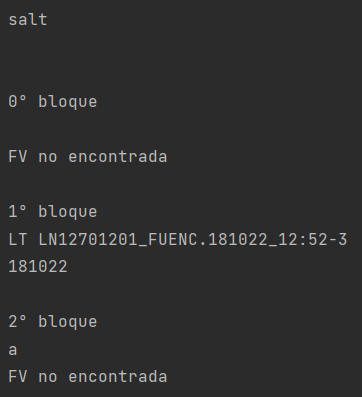 salt
0° bloque
FV no encontrada
1° bloque
LT LN12701201_FUENC.181022_12:52-3
181022
2° bloque
a
FV no encontrada